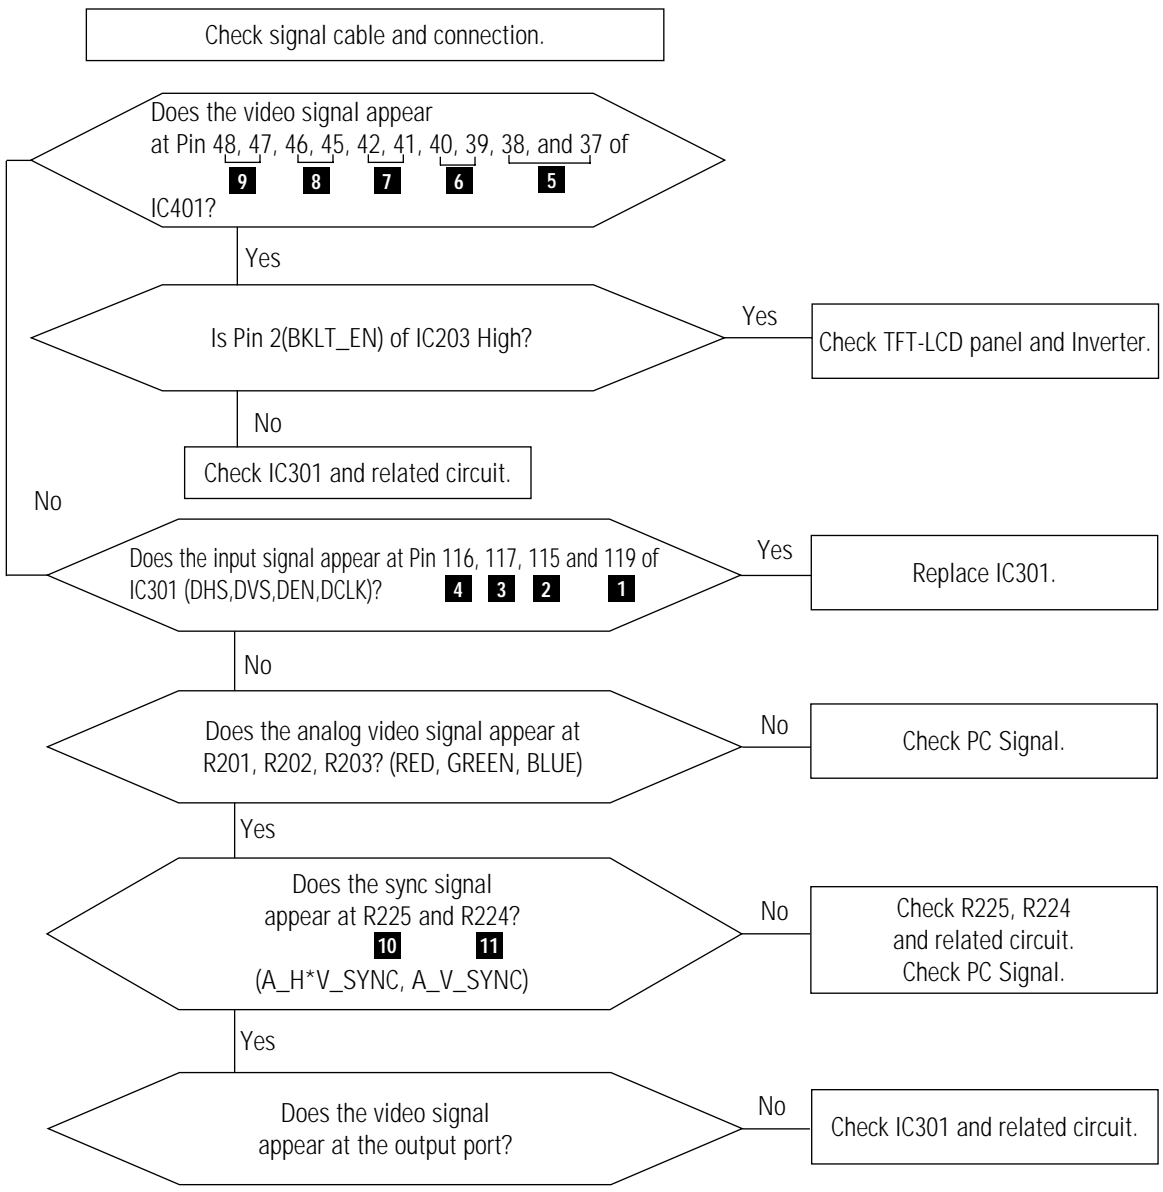 Check signal cable and connection.
Does the video signal appear
at Pin 48, 47, 46, 45, 42, 41, 40, 39, 38, and 37 of
9 8 7 6 5
IC401?
Yes
Is Pin 2(BKLT_EN) of IC203 High?
Yes
Check TFT-LCD panel and Inverter.
No
Check IC301 and related circuit.
No
Does the input signal appear at Pin 116, 117, 115 and 119 of
IC301 (DHS,DVS,DEN,DCLK)?
4 3 2 1
Yes
Replace IC301.
No
Does the analog video signal appear at
R201, R202, R203? (RED, GREEN, BLUE)
No
Check PC Signal.
Yes
Does the sync signal
appear at R225 and R224?
10 11
(A_H*V_SYNC, A_V_SYNC)
No
Check R225, R224
and related circuit.
Check PC Signal.
Yes
Does the video signal
appear at the output port?
No
Check IC301 and related circuit.